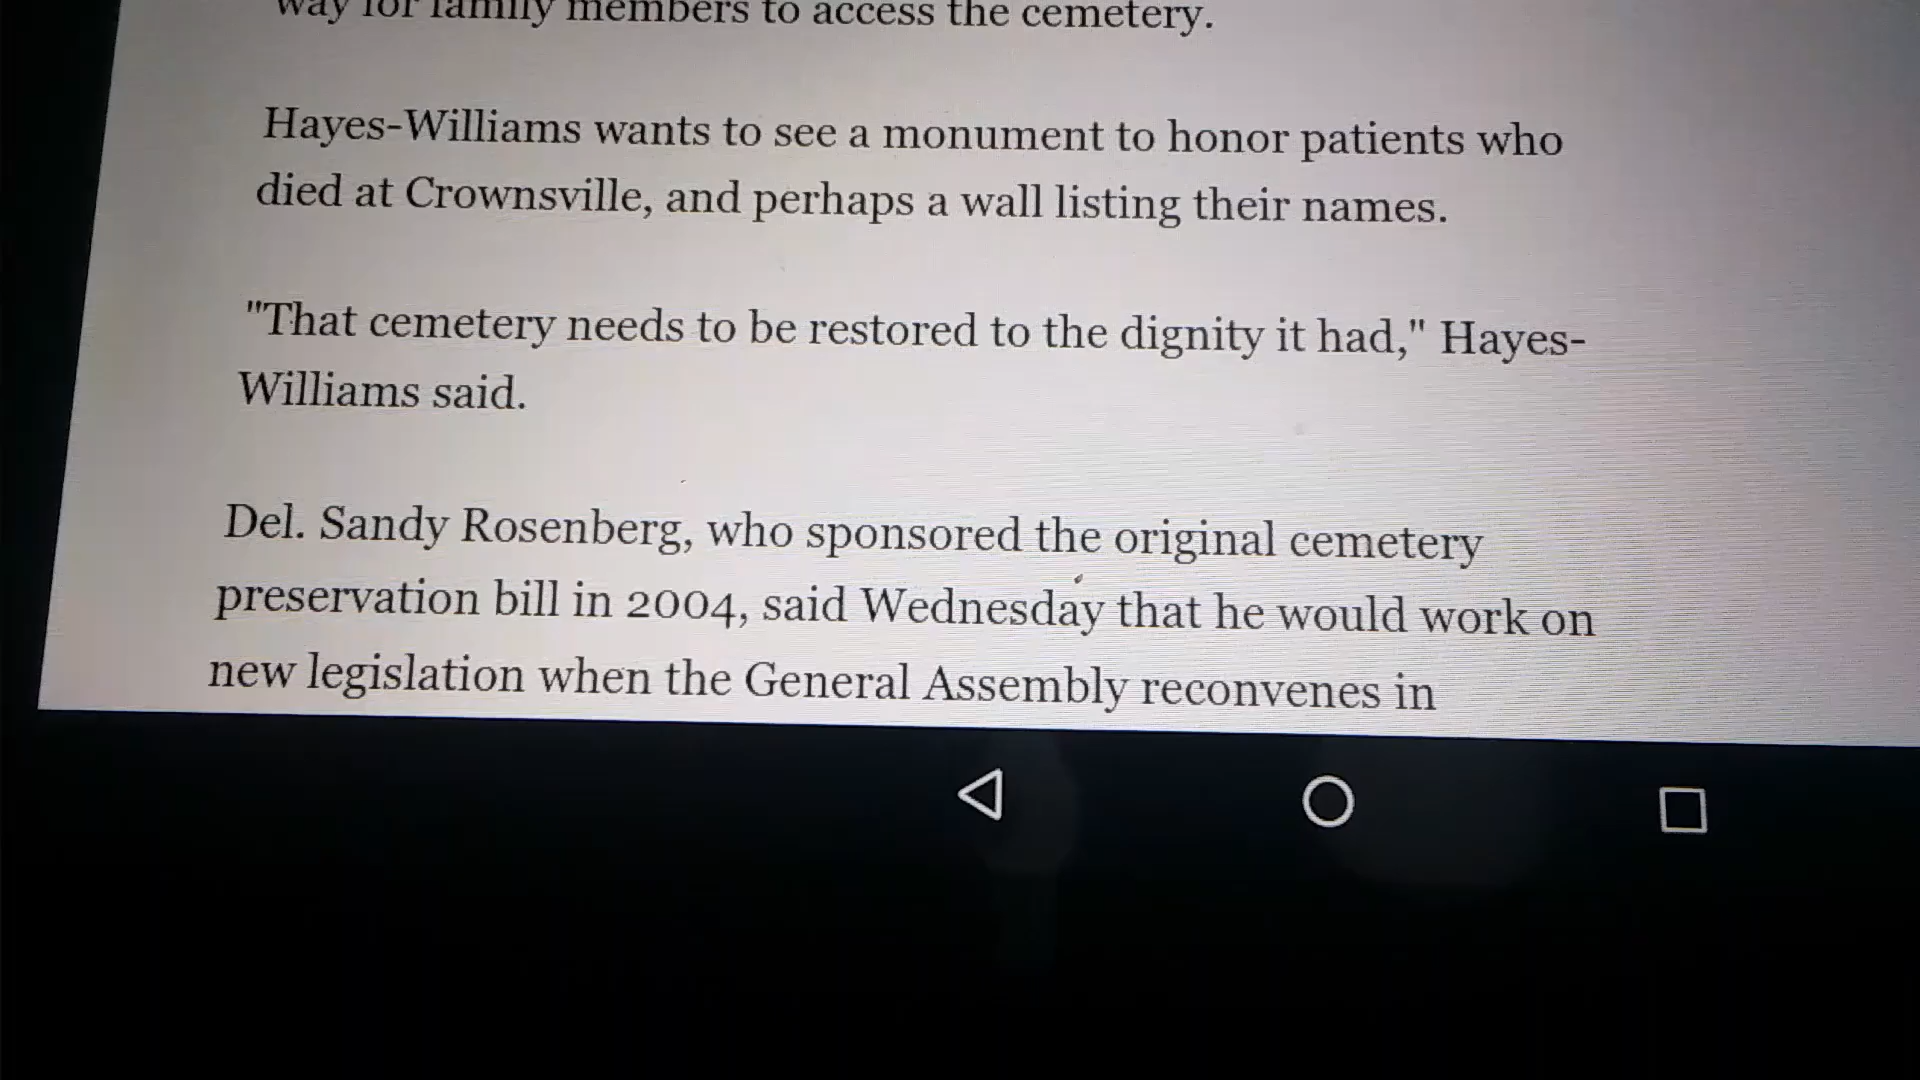 way for family members to access the cemetery.
Hayes-Williams wants to see a monument to honor patients who
died at Crownsville, and perhaps a wall listing their names.
"That cemetery needs to be restored to the dignity it had," Hayes-
Williams said.
Del. Sandy Rosenberg, who sponsored the original cemetery
preservation bill in 2004, said Wednesday that he would work on
new legislation when the General Assembly reconvenes in